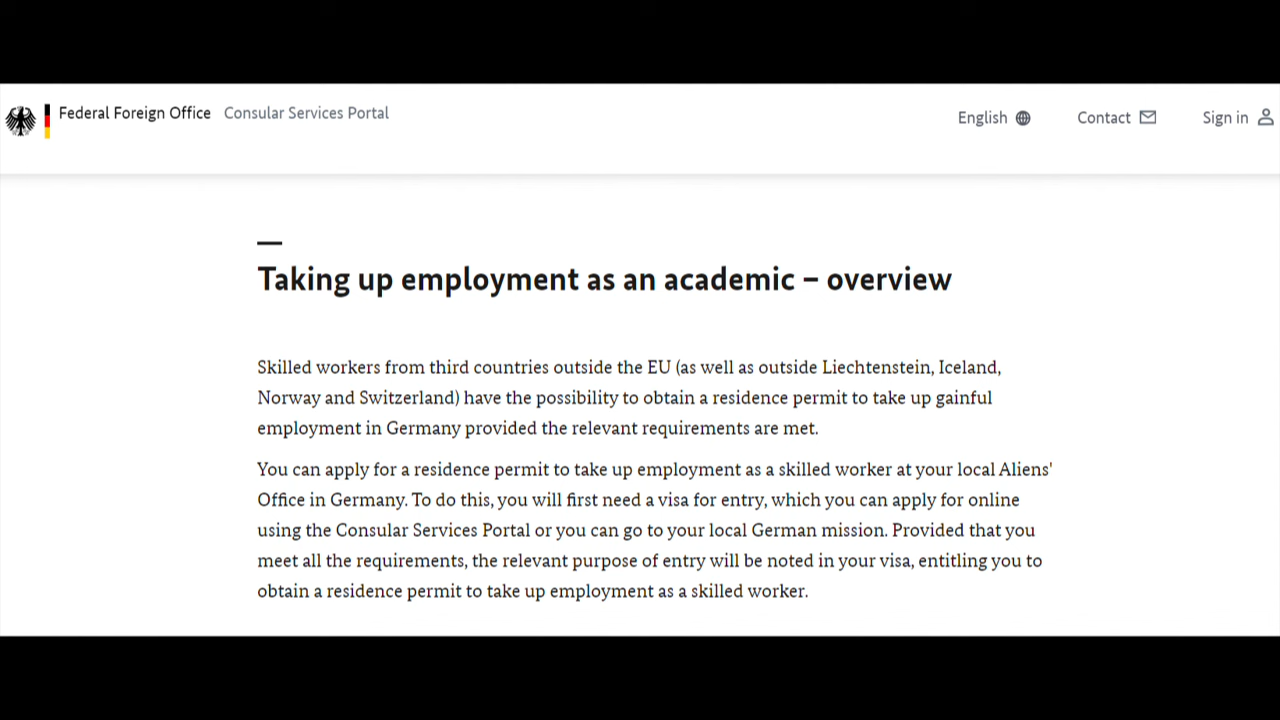 Federal Foreign Office Consular Services Portal
English Contact Sign in
Taking up employment as an academic – overview
Skilled workers from third countries outside the EU (as well as outside Liechtenstein, Iceland,
Norway and Switzerland) have the possibility to obtain a residence permit to take up gainful
employment in Germany provided the relevant requirements are met.
You can apply for a residence permit to take up employment as a skilled worker at your local Aliens'
Office in Germany. To do this, you will first need a visa for entry, which you can apply for online
using the Consular Services Portal or you can go to your local German mission. Provided that you
meet all the requirements, the relevant purpose of entry will be noted in your visa, entitling you to
obtain a residence permit to take up employment as a skilled worker.